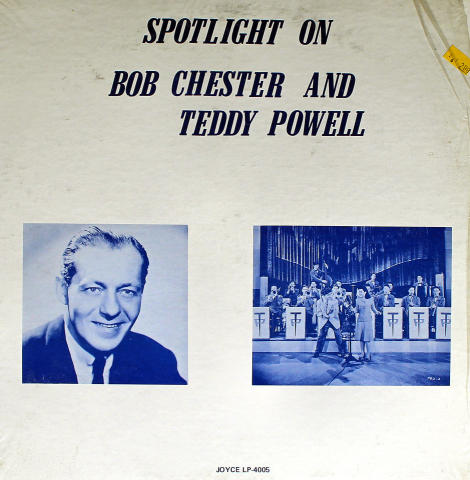 SPOTLIGHT ON
BOB CHESTER AND
TEDDY POWELL
JOYCE LP-4005